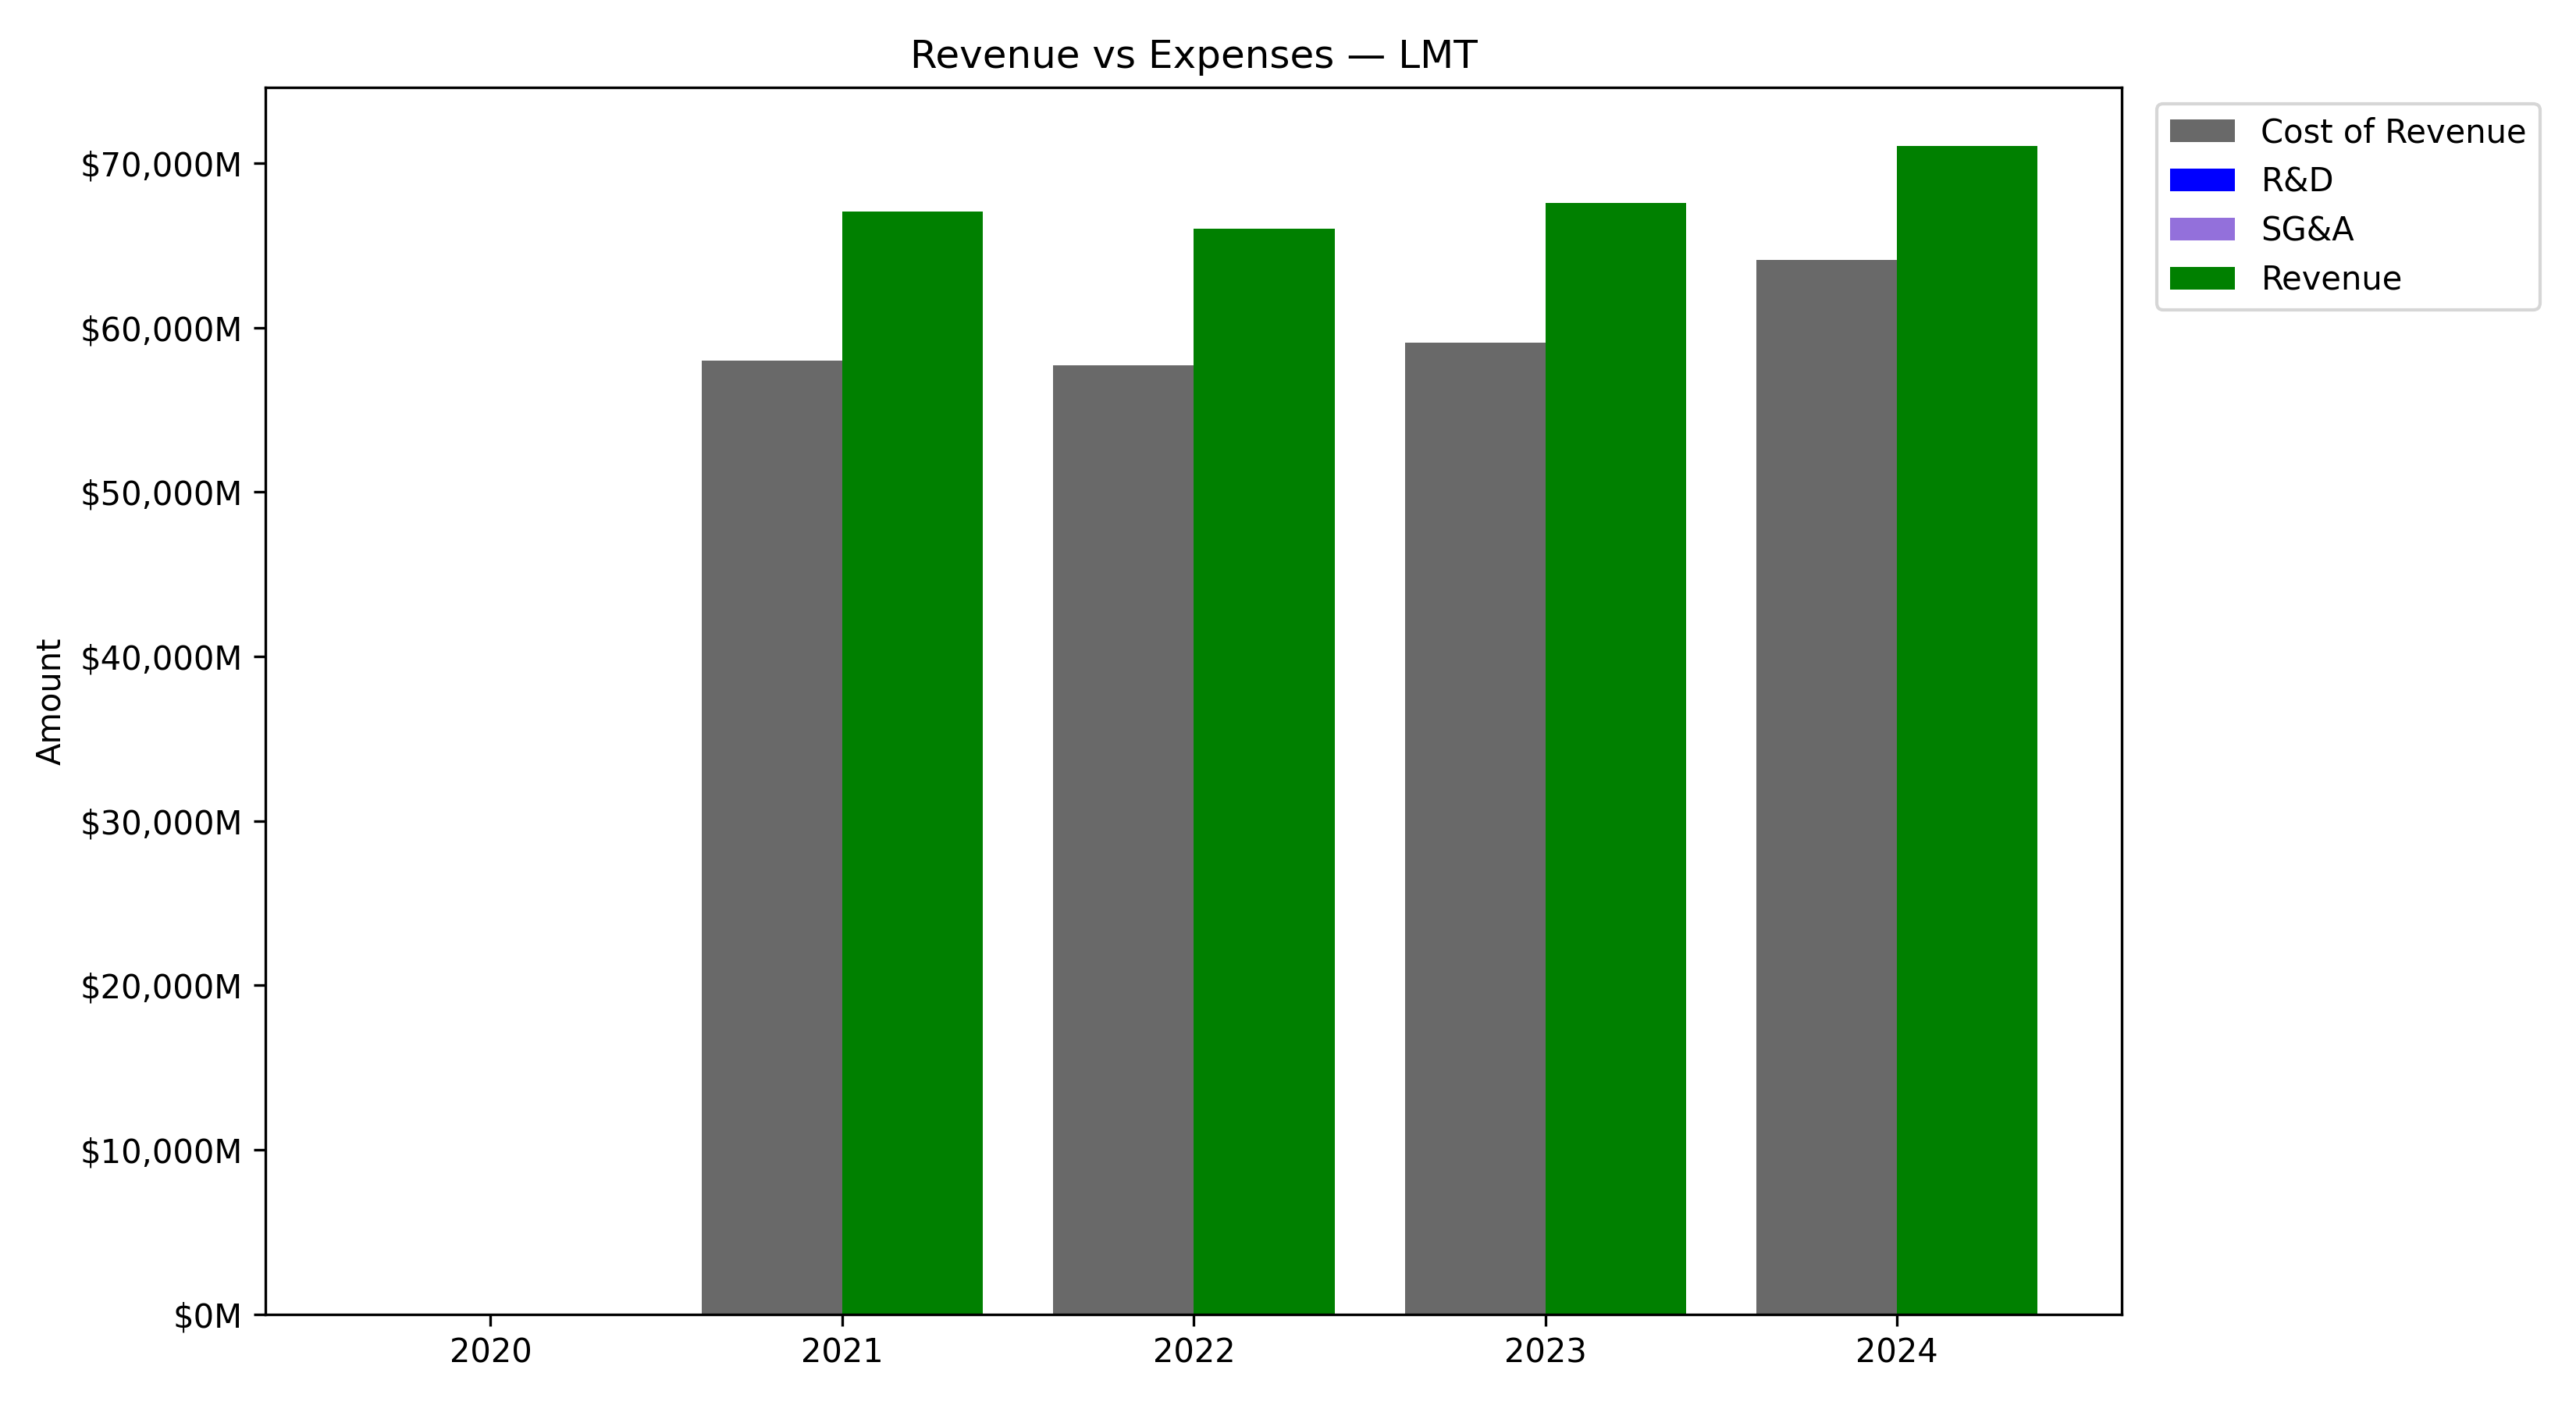 Revenue vs Expenses — LMT
Cost of Revenue
R&D
SG&A
Revenue
Amount
$70,000M
$60,000M
$50,000M
$40,000M
$30,000M
$20,000M
$10,000M
$0M
2020 2021 2022 2023 2024